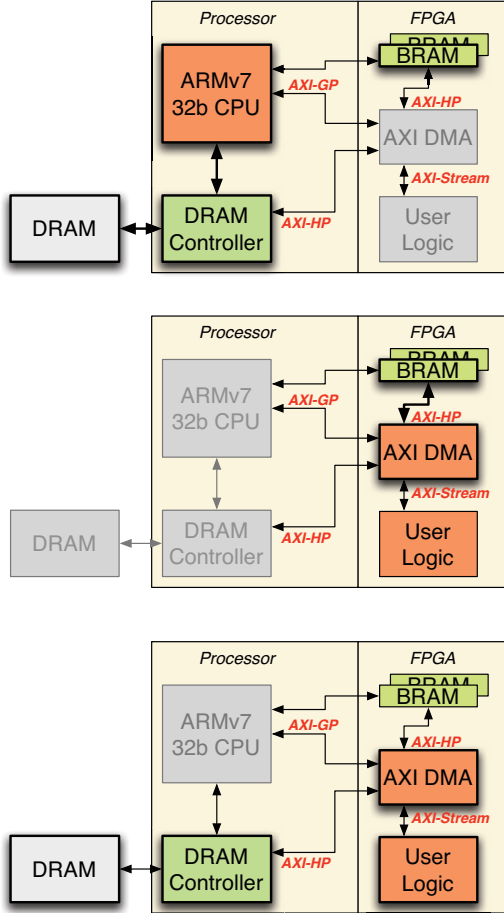 Processor
FPGA
BRAM
BRAM
ARMv7
32b CPU
AXI-GP
AXI-HP
AXI DMA
AXI-Stream
DRAM
DRAM
Controller
AXI-HP
User
Logic
Processor
FPGA
BRAM
BRAM
ARMv7
32b CPU
AXI-GP
AXI-HP
AXI DMA
AXI-Stream
DRAM
DRAM
Controller
AXI-HP
User
Logic
Processor
FPGA
BRAM
BRAM
ARMv7
32b CPU
AXI-GP
AXI-HP
AXI DMA
AXI-Stream
DRAM
DRAM
Controller
AXI-HP
User
Logic